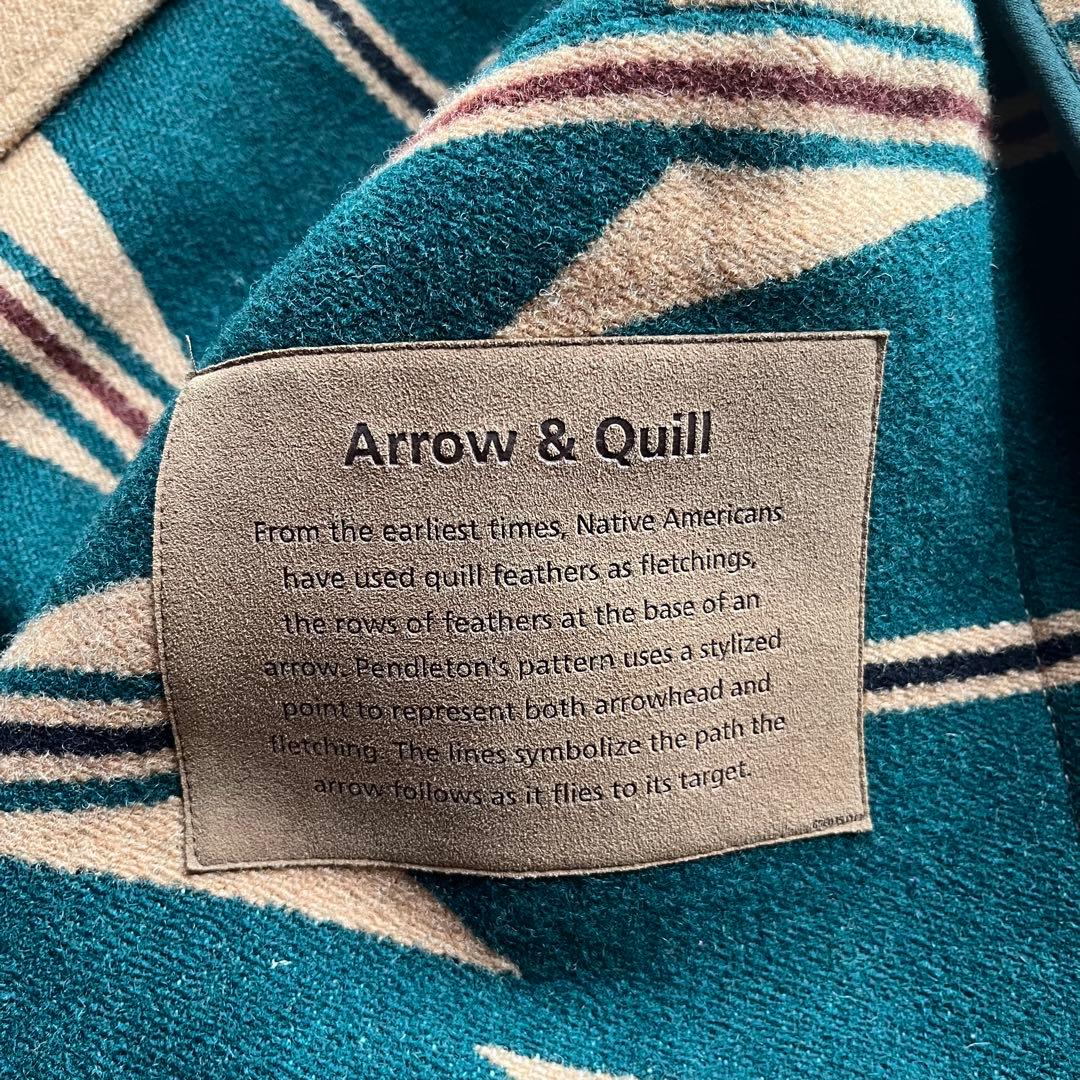 Arrow & Quill
From the earliest times, Native Americans
have used quill feathers as fletchings,
the rows of feathers at the base of an
arrow. Pendleton's pattern uses a stylized
point to represent both arrowhead and
fletching. The lines symbolize the path the
arrow follows as it flies to its target.